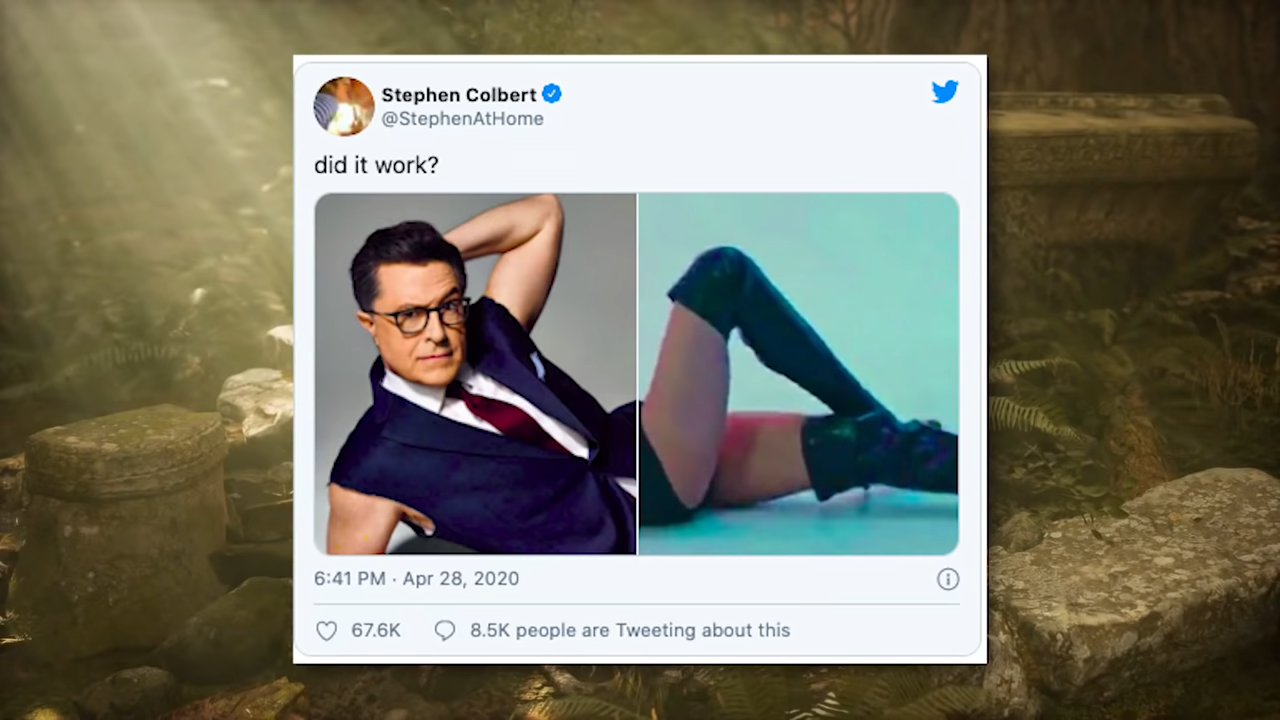 Stephen Colbert
@StephenAtHome
did it work?
6:41 PM · Apr 28, 2020
67.6K 8.5K people are Tweeting about this